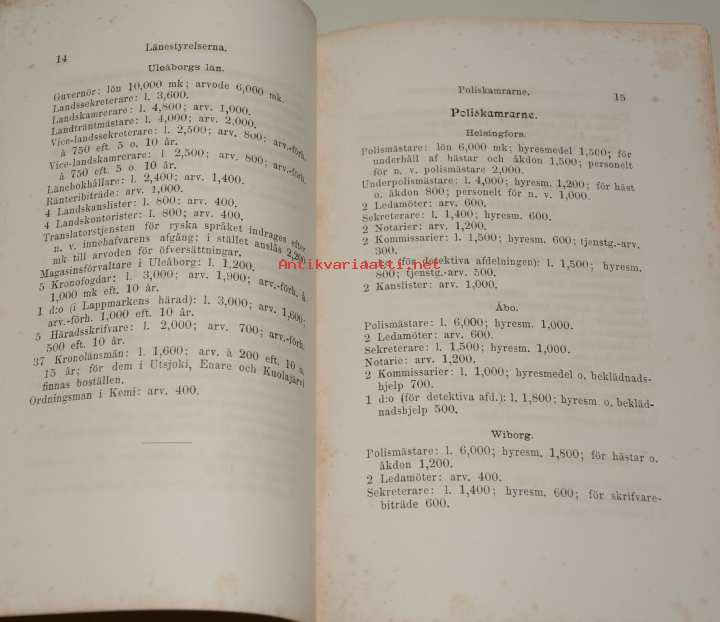 14
Länestyrelserna.
Uleåborgs län.
Guvernör: lön 10,000 mk; arvode 6,000 mk.
Landssekreterare: l. 3,600.
Landskamrerare: l. 4,800; arv. 1,000.
Landträntmästare: l. 4,000; arv. 2,000.
Vice-landssekreterare: l. 2,500; arv. 800; arv.-förh.
à 750 eft. 5 o. 10 år.
Vice-landskamrerare: l. 2,500; arv. 800; arv.-förh.
à 750 eft. 5 o. 10 år.
Länebokhållare: l. 2,400; arv. 1,400.
Ränteribiträde: arv. 1,000.
4 Landskanslister: l. 800; arv. 400.
4 Landskontorister: l. 800; arv. 400.
Translatorstjensten för ryska språket indrages efter
n. v. innehafvarens afgång; i stället anslås 2,200
mk till arvoden för öfversättningar.
Magasinsförvaltare i Uleåborg: l. 1,200.
5 Kronofogdar: l. 3,000; arv. 1,900; arv.-förh. à
1,000 mk eft. 10 år.
1 d:o (i Lappmarkens härad): l. 3,000; arv. 1,000;
arv.-förh. 1,000 eft. 10 år.
5 Häradsskrifvare: l. 2,000; arv. 700; arv.-förh.
500 eft. 10 år.
37 Kronolänsmän: l. 1,600; arv. à 200 eft. 10 o.
15 år; för dem i Utsjoki, Enare och Kuolajärvi
finnas boställen.
Ordningsman i Kemi: arv. 400.
Poliskamrarne.
15
Poliskamrarne.
Helsingfors.
Polismästare: lön 6,000 mk; hyresmedel 1,500; för
underhåll af hästar och åkdon 1,500; personelt
för n. v. polismästare 2,000.
Underpolismästare: l. 4,000; hyresm. 1,200; för häst
o. åkdon 800; personelt för n. v. 1,000.
2 Ledamöter: arv. 600.
Sekreterare: l. 1,400; hyresm. 600.
2 Notarier: arv. 1,200.
2 Kommissarier: l. 1,500; hyresm. 600; tjenstg.-arv.
300.
(för detektiva afdelningen): l. 1,500; hyresm.
800; tjenstg.-arv. 500.
2 Kanslister: arv. 1,000.
Antikvariaatti.net
Åbo.
Polismästare: l. 6,000; hyresm. 1,000.
2 Ledamöter: arv. 600.
Sekreterare: l. 1,500; hyresm. 1,000.
Notarie: arv. 1,200.
2 Kommissarier: l. 1,000; hyresmedel o. beklädnads-
hjelp 700.
1 d:o (för detektiva afd.): l. 1,800; hyresm. o. bekläd-
nadshjelp 500.
Wiborg.
Polismästare: l. 6,000; hyresm. 1,800; för hästar o.
åkdon 1,200.
2 Ledamöter: arv. 400.
Sekreterare: l. 1,400; hyresm. 600; för skrifvare-
biträde 600.